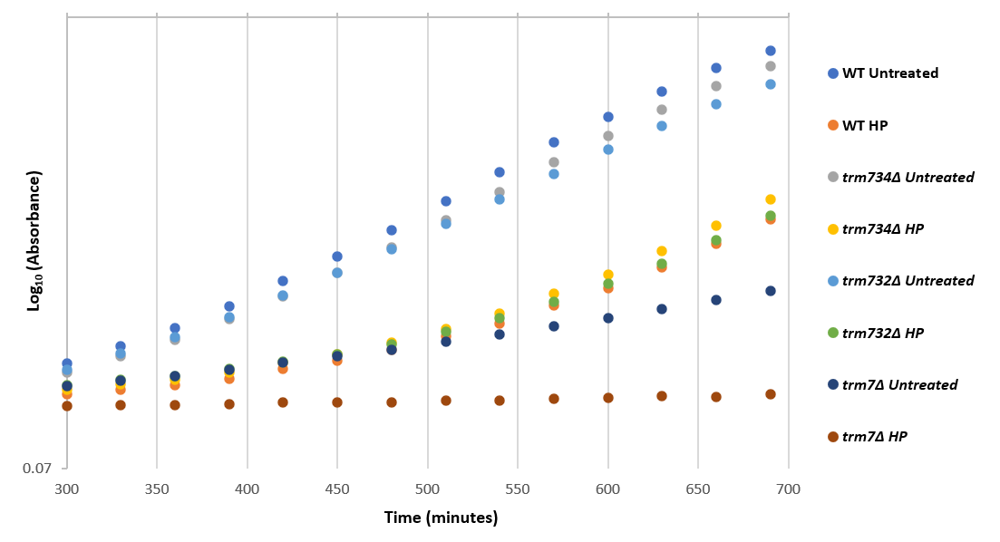 WT Untreated
WT HP
trm734Δ Untreated
trm734Δ HP
trm732Δ Untreated
trm732Δ HP
trm7Δ Untreated
trm7Δ HP
Log₁₀ (Absorbance)
0.07
300 350 400 450 500 550 600 650 700
Time (minutes)